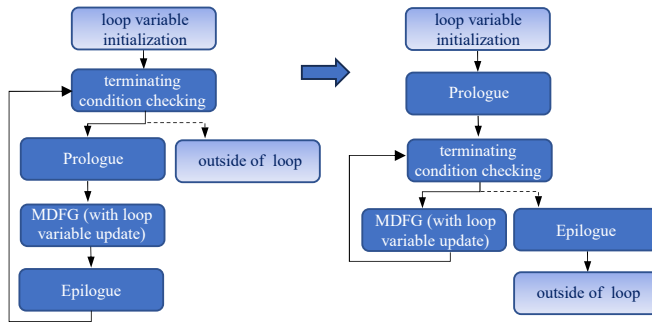 loop variable
initialization
terminating
condition checking
Prologue
outside of loop
MDFG (with loop
variable update)
Epilogue
loop variable
initialization
Prologue
terminating
condition checking
MDFG (with loop
variable update)
Epilogue
outside of loop